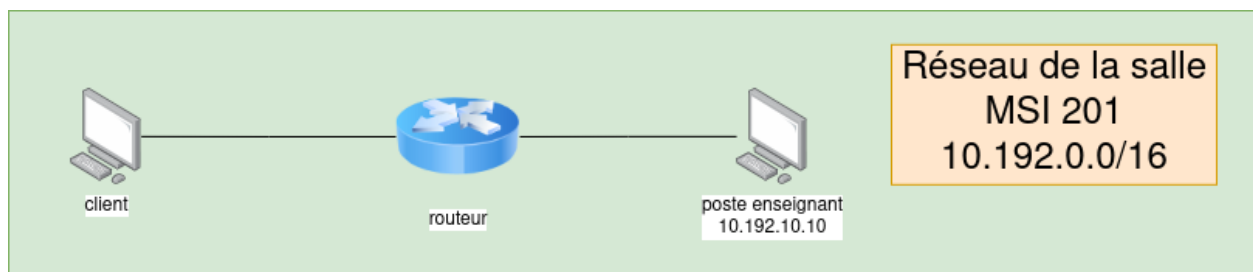 Réseau de la salle
MSI 201
10.192.0.0/16
client
routeur
poste enseignant
10.192.10.10